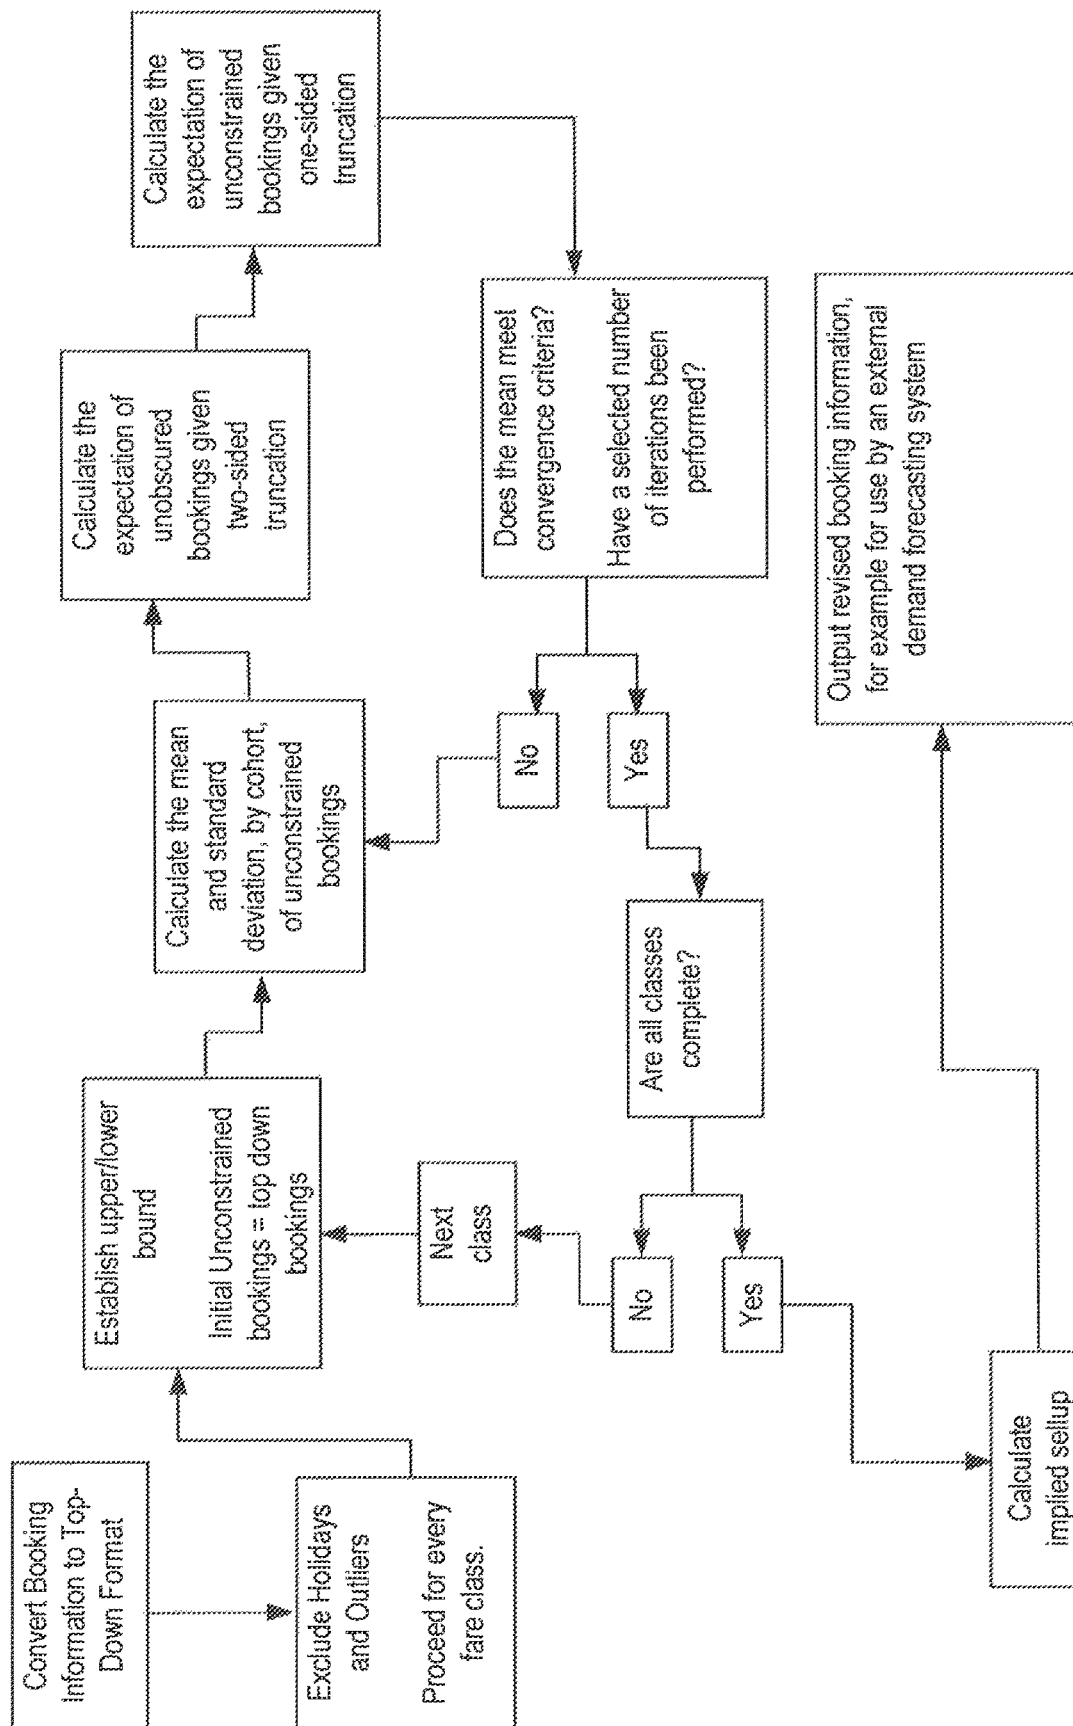 Convert Booking
Information to Top-
Down Format
Exclude Holidays
and Outliers
Proceed for every
fare class.
Establish upper/lower
bound
Initial Unconstrained
bookings = top down
bookings
Calculate the mean
and standard
deviation, by cohort,
of unconstrained
bookings
Calculate the
expectation of
unobscured
bookings given
two-sided
truncation
Calculate the
expectation of
unconstrained
bookings given
one-sided
truncation
Does the mean meet
convergence criteria?
Have a selected number
of iterations been
performed?
No
Yes
Are all classes
complete?
No
Yes
Next
class
Calculate
implied sellup
Output revised booking information,
for example for use by an external
demand forecasting system